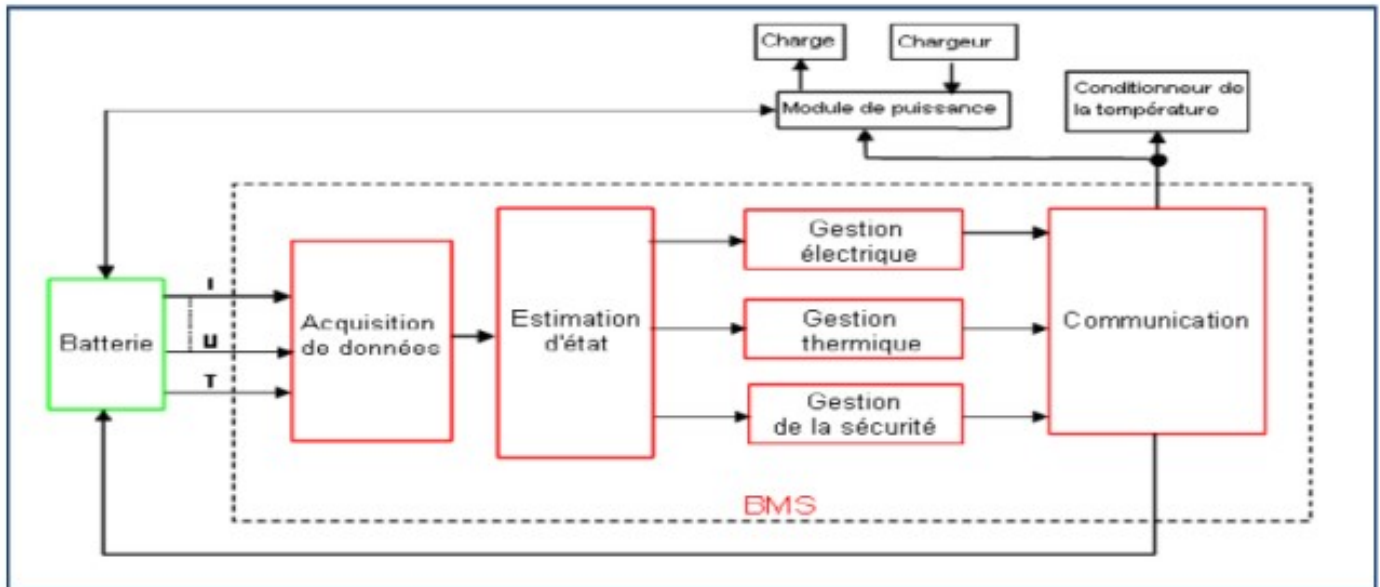 Charge
Chargeur
Module de puissance
Conditionneur de
la température
I
U
T
Batterie
Acquisition
de données
Estimation
d'état
Gestion
électrique
Gestion
thermique
Gestion
de la sécurité
Communication
BMS